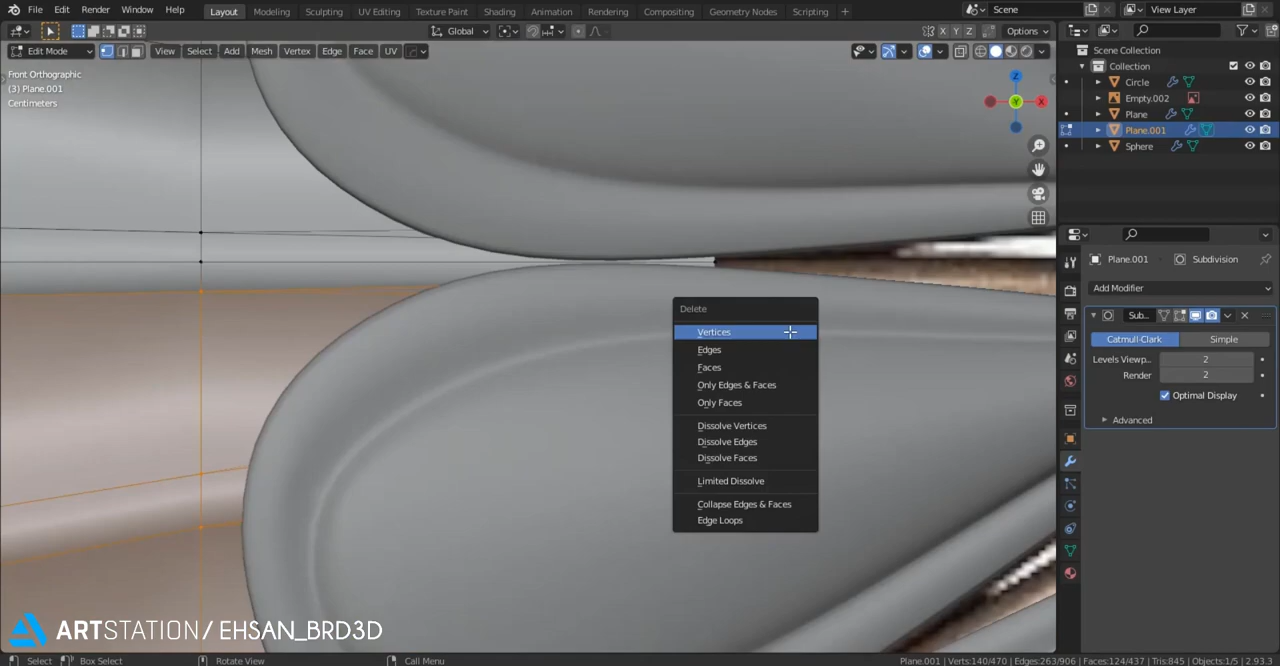 File Edit Render Window Help Layout Modeling Sculpting UV Editing Texture Paint Shading Animation Rendering Compositing Geometry Nodes Scripting + Scene View Layer
Global Options
Edit Mode View Select Add Mesh Vertex Edge Face UV X Y Z
Front Orthographic
(3) Plane.001
Centimeters
Z
X
Y
Scene Collection
Collection
Circle
Empty.002
Plane
Plane.001
Sphere
Plane.001 Subdivision
Add Modifier
Sub...
Catmull-Clark Simple
Levels Viewp... 2
Render 2
Optimal Display
Advanced
Delete
Vertices
Edges
Faces
Only Edges & Faces
Only Faces
Dissolve Vertices
Dissolve Edges
Dissolve Faces
Limited Dissolve
Collapse Edges & Faces
Edge Loops
ARTSTATION/EHSAN_BRD3D
Select Box Select Rotate View Call Menu Plane.001 | Verts:140/470 | Edges:263/906 | Faces:124/437 | Tris:845 | Objects:1/5 | 2.93.3